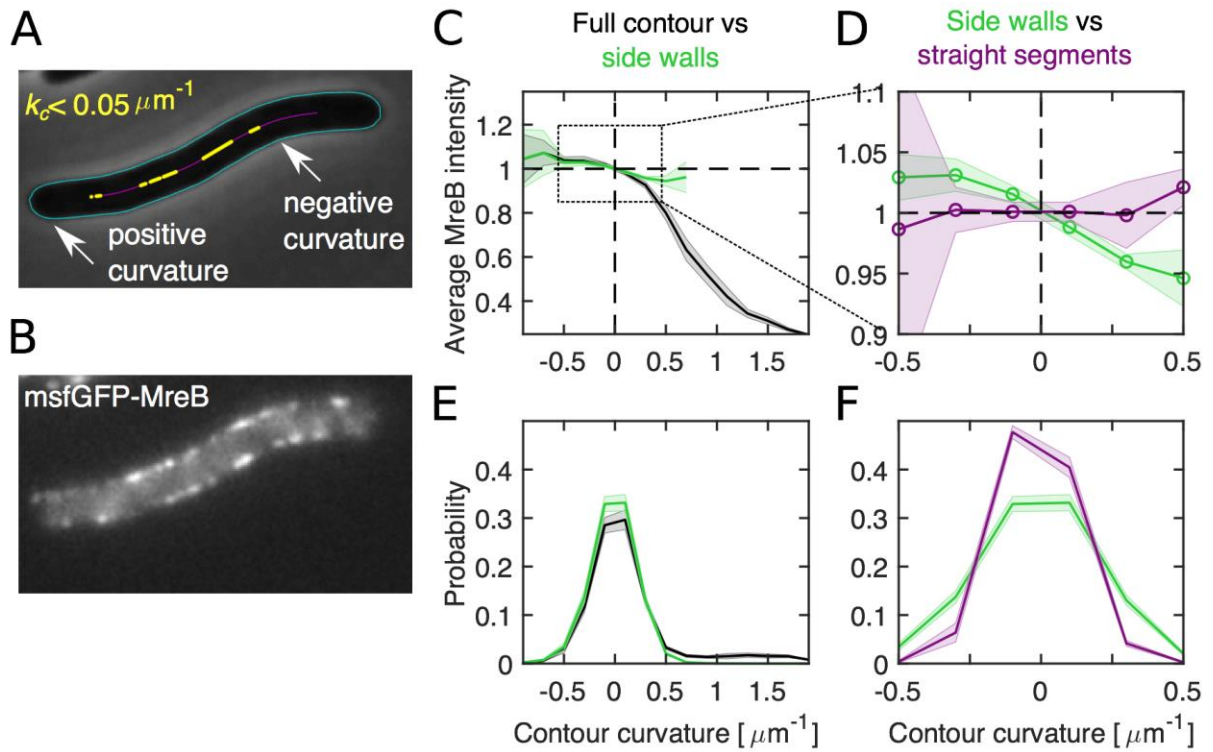 A
k_c < 0.05 μm⁻¹
negative
curvature
positive
curvature
B
msfGFP-MreB
C
Full contour vs
side walls
Average MreB intensity
1.2
1
0.8
0.6
0.4
-0.5 0 0.5 1 1.5
D
Side walls vs
straight segments
1.1
1.05
1
0.95
0.9
-0.5 0 0.5
E
Probability
0.4
0.3
0.2
0.1
0
-0.5 0 0.5 1 1.5
Contour curvature [ μm⁻¹]
F
0.4
0.3
0.2
0.1
0
-0.5 0 0.5
Contour curvature [ μm⁻¹]